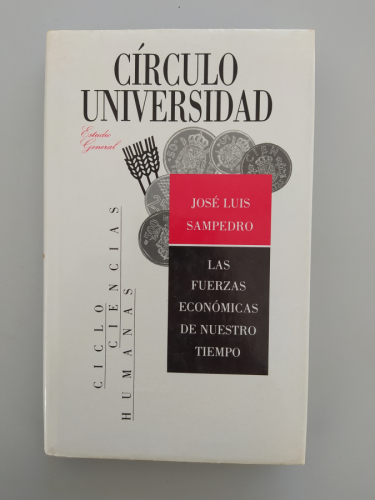 CÍRCULO
UNIVERSIDAD
Estudio
General
JOSÉ LUIS
SAMPEDRO
LAS
FUERZAS
ECONÓMICAS
DE NUESTRO
TIEMPO
CICLO
CIENCIAS
HUMANAS